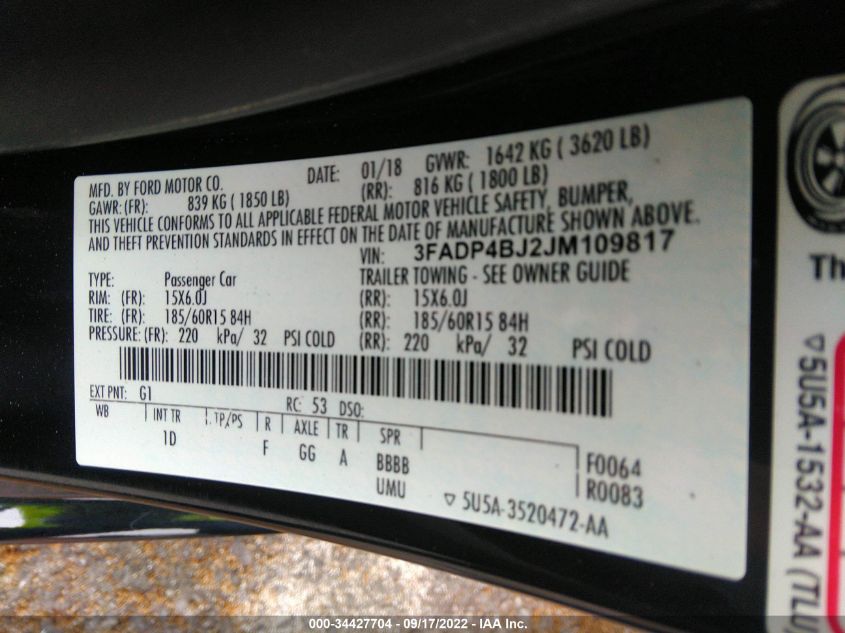 MFD. BY FORD MOTOR CO. DATE: 01/18 GVWR: 1642 KG ( 3620 LB)
GAWR: (FR): 839 KG ( 1850 LB) (RR): 816 KG ( 1800 LB)
THIS VEHICLE CONFORMS TO ALL APPLICABLE FEDERAL MOTOR VEHICLE SAFETY, BUMPER,
AND THEFT PREVENTION STANDARDS IN EFFECT ON THE DATE OF MANUFACTURE SHOWN ABOVE.
VIN: 3FADP4BJ2JM109817
TYPE: Passenger Car TRAILER TOWING - SEE OWNER GUIDE
RIM: (FR): 15X6.0J (RR): 15X6.0J
TIRE: (FR): 185/60R15 84H (RR): 185/60R15 84H
PRESSURE: (FR): 220 kPa/ 32 PSI COLD (RR): 220 kPa/ 32 PSI COLD
EXT PNT: G1 RC: 53 DSO:
WB INT TR TP/PS R AXLE TR SPR
1D F GG A BBBB F0064
UMU R0083
5U5A-3520472-AA
Th
5U5A-1532-AA (TLU
000-34427704 - 09/17/2022 - IAA Inc.